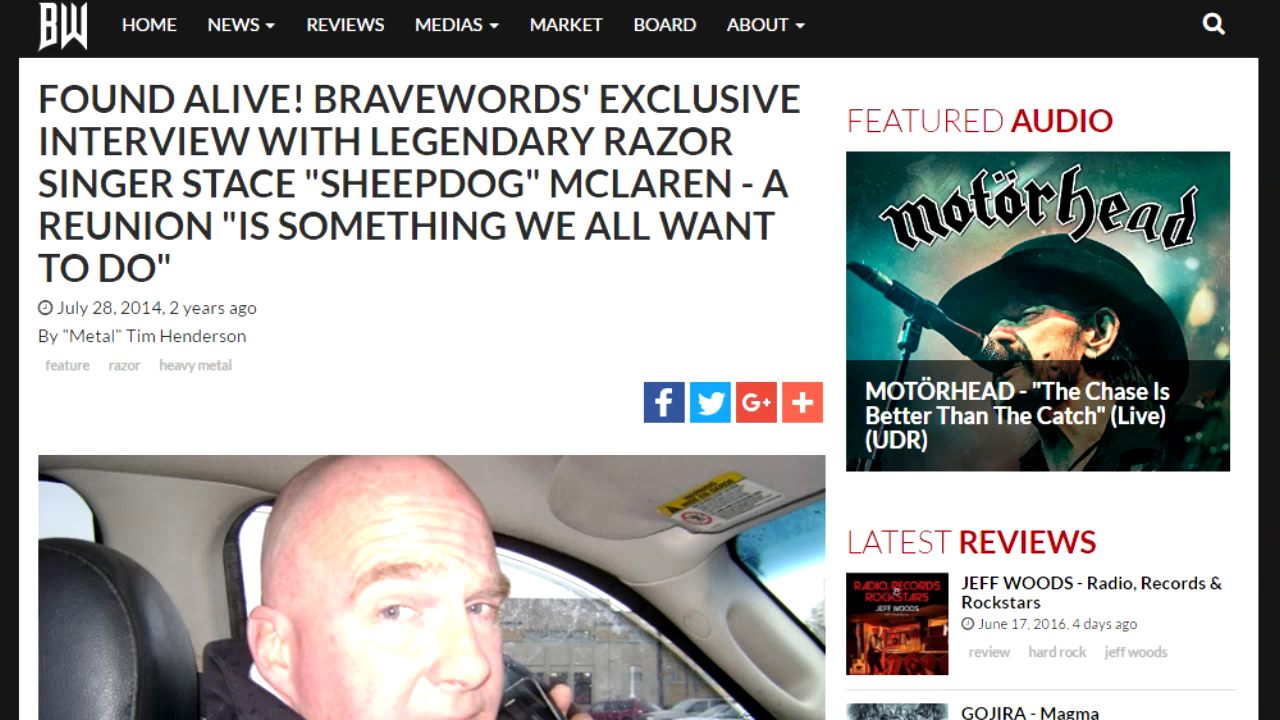 BW
HOME
NEWS
REVIEWS
MEDIAS
MARKET
BOARD
ABOUT
FOUND ALIVE! BRAVEWORDS' EXCLUSIVE
INTERVIEW WITH LEGENDARY RAZOR
SINGER STACE "SHEEPDOG" MCLAREN - A
REUNION "IS SOMETHING WE ALL WANT
TO DO"
July 28, 2014, 2 years ago
By "Metal" Tim Henderson
feature razor heavy metal
f G+ +
WARNING
FEATURED AUDIO
motörhead
MOTÖRHEAD - "The Chase Is
Better Than The Catch" (Live)
(UDR)
LATEST REVIEWS
RADIO, RECORDS
&
ROCKSTARS
JEFF WOODS
JEFF WOODS - Radio, Records &
Rockstars
June 17, 2016, 4 days ago
review hard rock jeff woods
GOJIRA - Magma